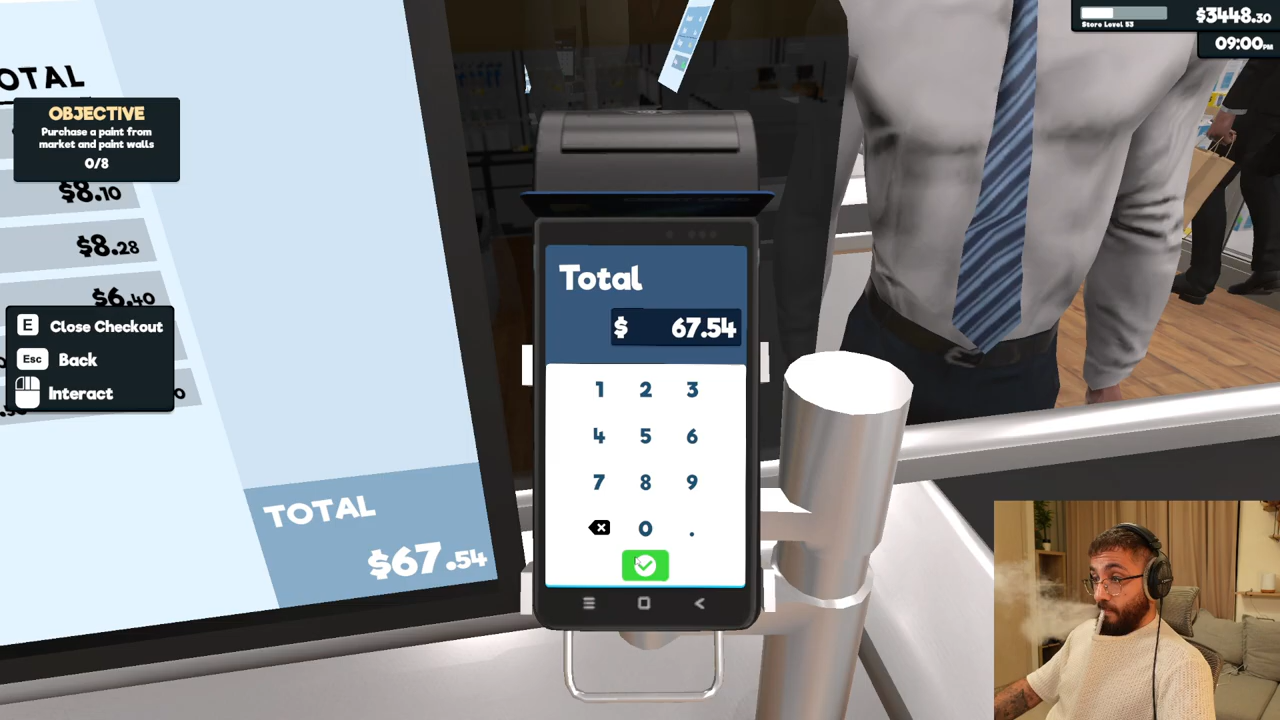 Store Level 53
$3448.30
09:00PM
OTAL
OBJECTIVE
Purchase a paint from
market and paint walls
0/8
$8.10
$8.28
$6.40
E Close Checkout
Esc Back
Interact
TOTAL
$67.54
CREDIT CARD
Total
$ 67.54
1 2 3
4 5 6
7 8 9
0 .